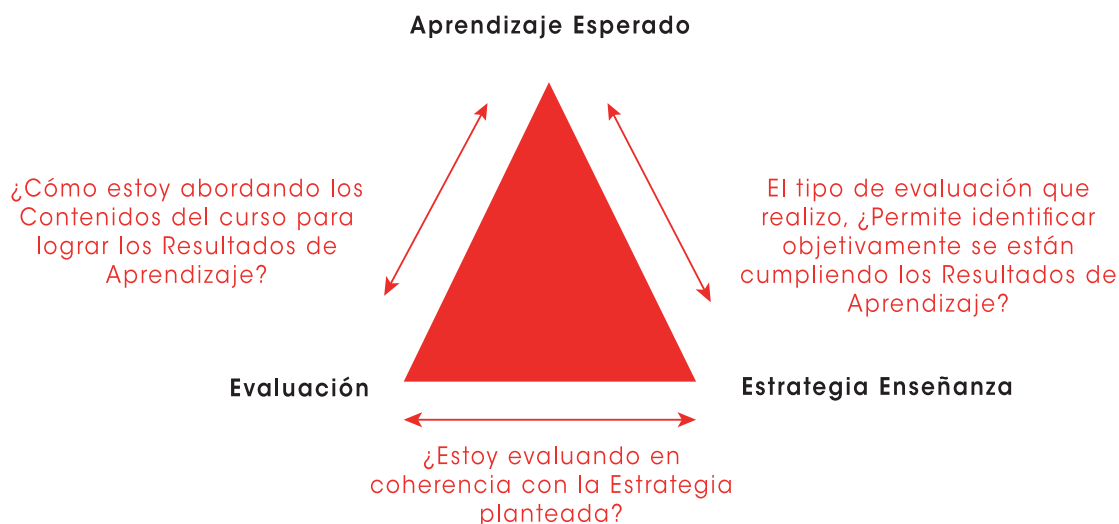 Aprendizaje Esperado
¿Cómo estoy abordando los
Contenidos del curso para
lograr los Resultados de
Aprendizaje?
El tipo de evaluación que
realizo, ¿Permite identificar
objetivamente se están
cumpliendo los Resultados de
Aprendizaje?
Evaluación
Estrategia Enseñanza
¿Estoy evaluando en
coherencia con la Estrategia
planteada?